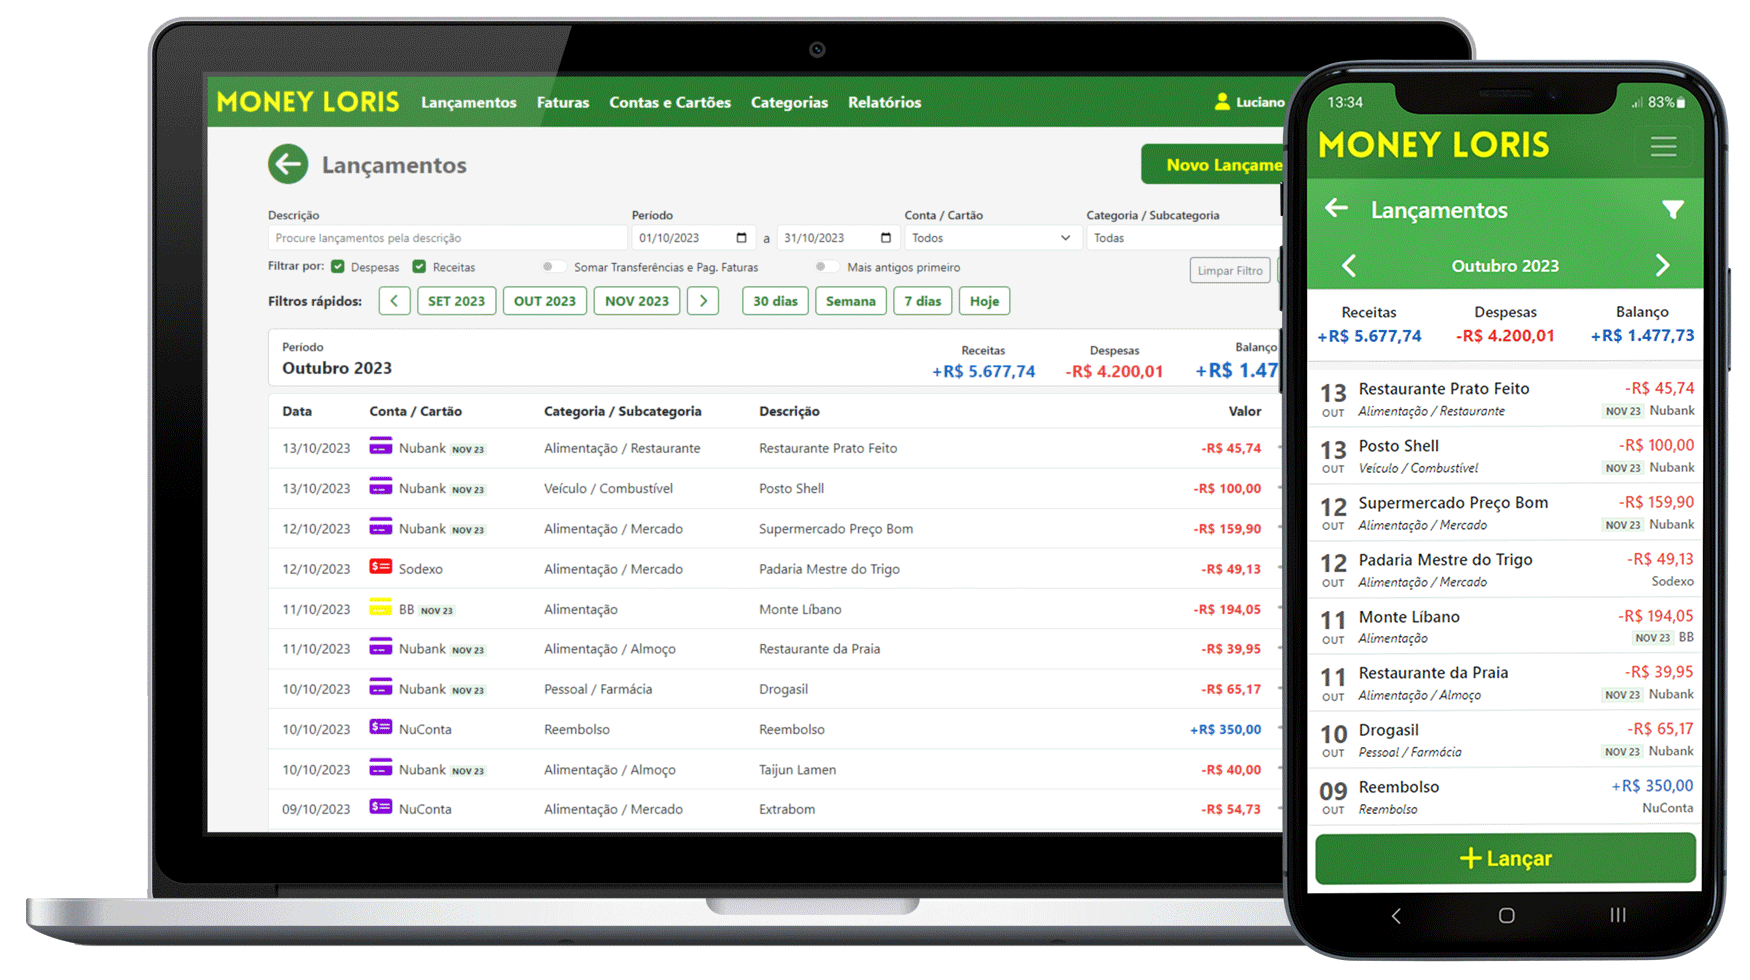 MONEY LORIS Lançamentos Faturas Contas e Cartões Categorias Relatórios Luciano
Lançamentos
Novo Lançame
Descrição Período Conta / Cartão Categoria / Subcategoria
Procure lançamentos pela descrição 01/10/2023 a 31/10/2023 Todos Todas
Filtrar por: Despesas Receitas Somar Transferências e Pag. Faturas Mais antigos primeiro Limpar Filtro
Filtros rápidos: SET 2023 OUT 2023 NOV 2023 30 dias Semana 7 dias Hoje
Período Receitas Despesas Balanço
Outubro 2023 +R$ 5.677,74 -R$ 4.200,01 +R$ 1.47
Data Conta / Cartão Categoria / Subcategoria Descrição Valor
13/10/2023 Nubank NOV 23 Alimentação / Restaurante Restaurante Prato Feito -R$ 45,74
13/10/2023 Nubank NOV 23 Veículo / Combustível Posto Shell -R$ 100,00
12/10/2023 Nubank NOV 23 Alimentação / Mercado Supermercado Preço Bom -R$ 159,90
12/10/2023 Sodexo Alimentação / Mercado Padaria Mestre do Trigo -R$ 49,13
11/10/2023 BB NOV 23 Alimentação Monte Líbano -R$ 194,05
11/10/2023 Nubank NOV 23 Alimentação / Almoço Restaurante da Praia -R$ 39,95
10/10/2023 Nubank NOV 23 Pessoal / Farmácia Drogasil -R$ 65,17
10/10/2023 NuConta Reembolso Reembolso +R$ 350,00
10/10/2023 Nubank NOV 23 Alimentação / Almoço Taijun Lamen -R$ 40,00
09/10/2023 NuConta Alimentação / Mercado Extrabom -R$ 54,73
13:34 83%
MONEY LORIS
Lançamentos
Outubro 2023
Receitas Despesas Balanço
+R$ 5.677,74 -R$ 4.200,01 +R$ 1.477,73
13 Restaurante Prato Feito -R$ 45,74
OUT Alimentação / Restaurante NOV 23 Nubank
13 Posto Shell -R$ 100,00
OUT Veículo / Combustível NOV 23 Nubank
12 Supermercado Preço Bom -R$ 159,90
OUT Alimentação / Mercado NOV 23 Nubank
12 Padaria Mestre do Trigo -R$ 49,13
OUT Alimentação / Mercado Sodexo
11 Monte Líbano -R$ 194,05
OUT Alimentação NOV 23 BB
11 Restaurante da Praia -R$ 39,95
OUT Alimentação / Almoço NOV 23 Nubank
10 Drogasil -R$ 65,17
OUT Pessoal / Farmácia NOV 23 Nubank
09 Reembolso +R$ 350,00
OUT Reembolso NuConta
+ Lançar